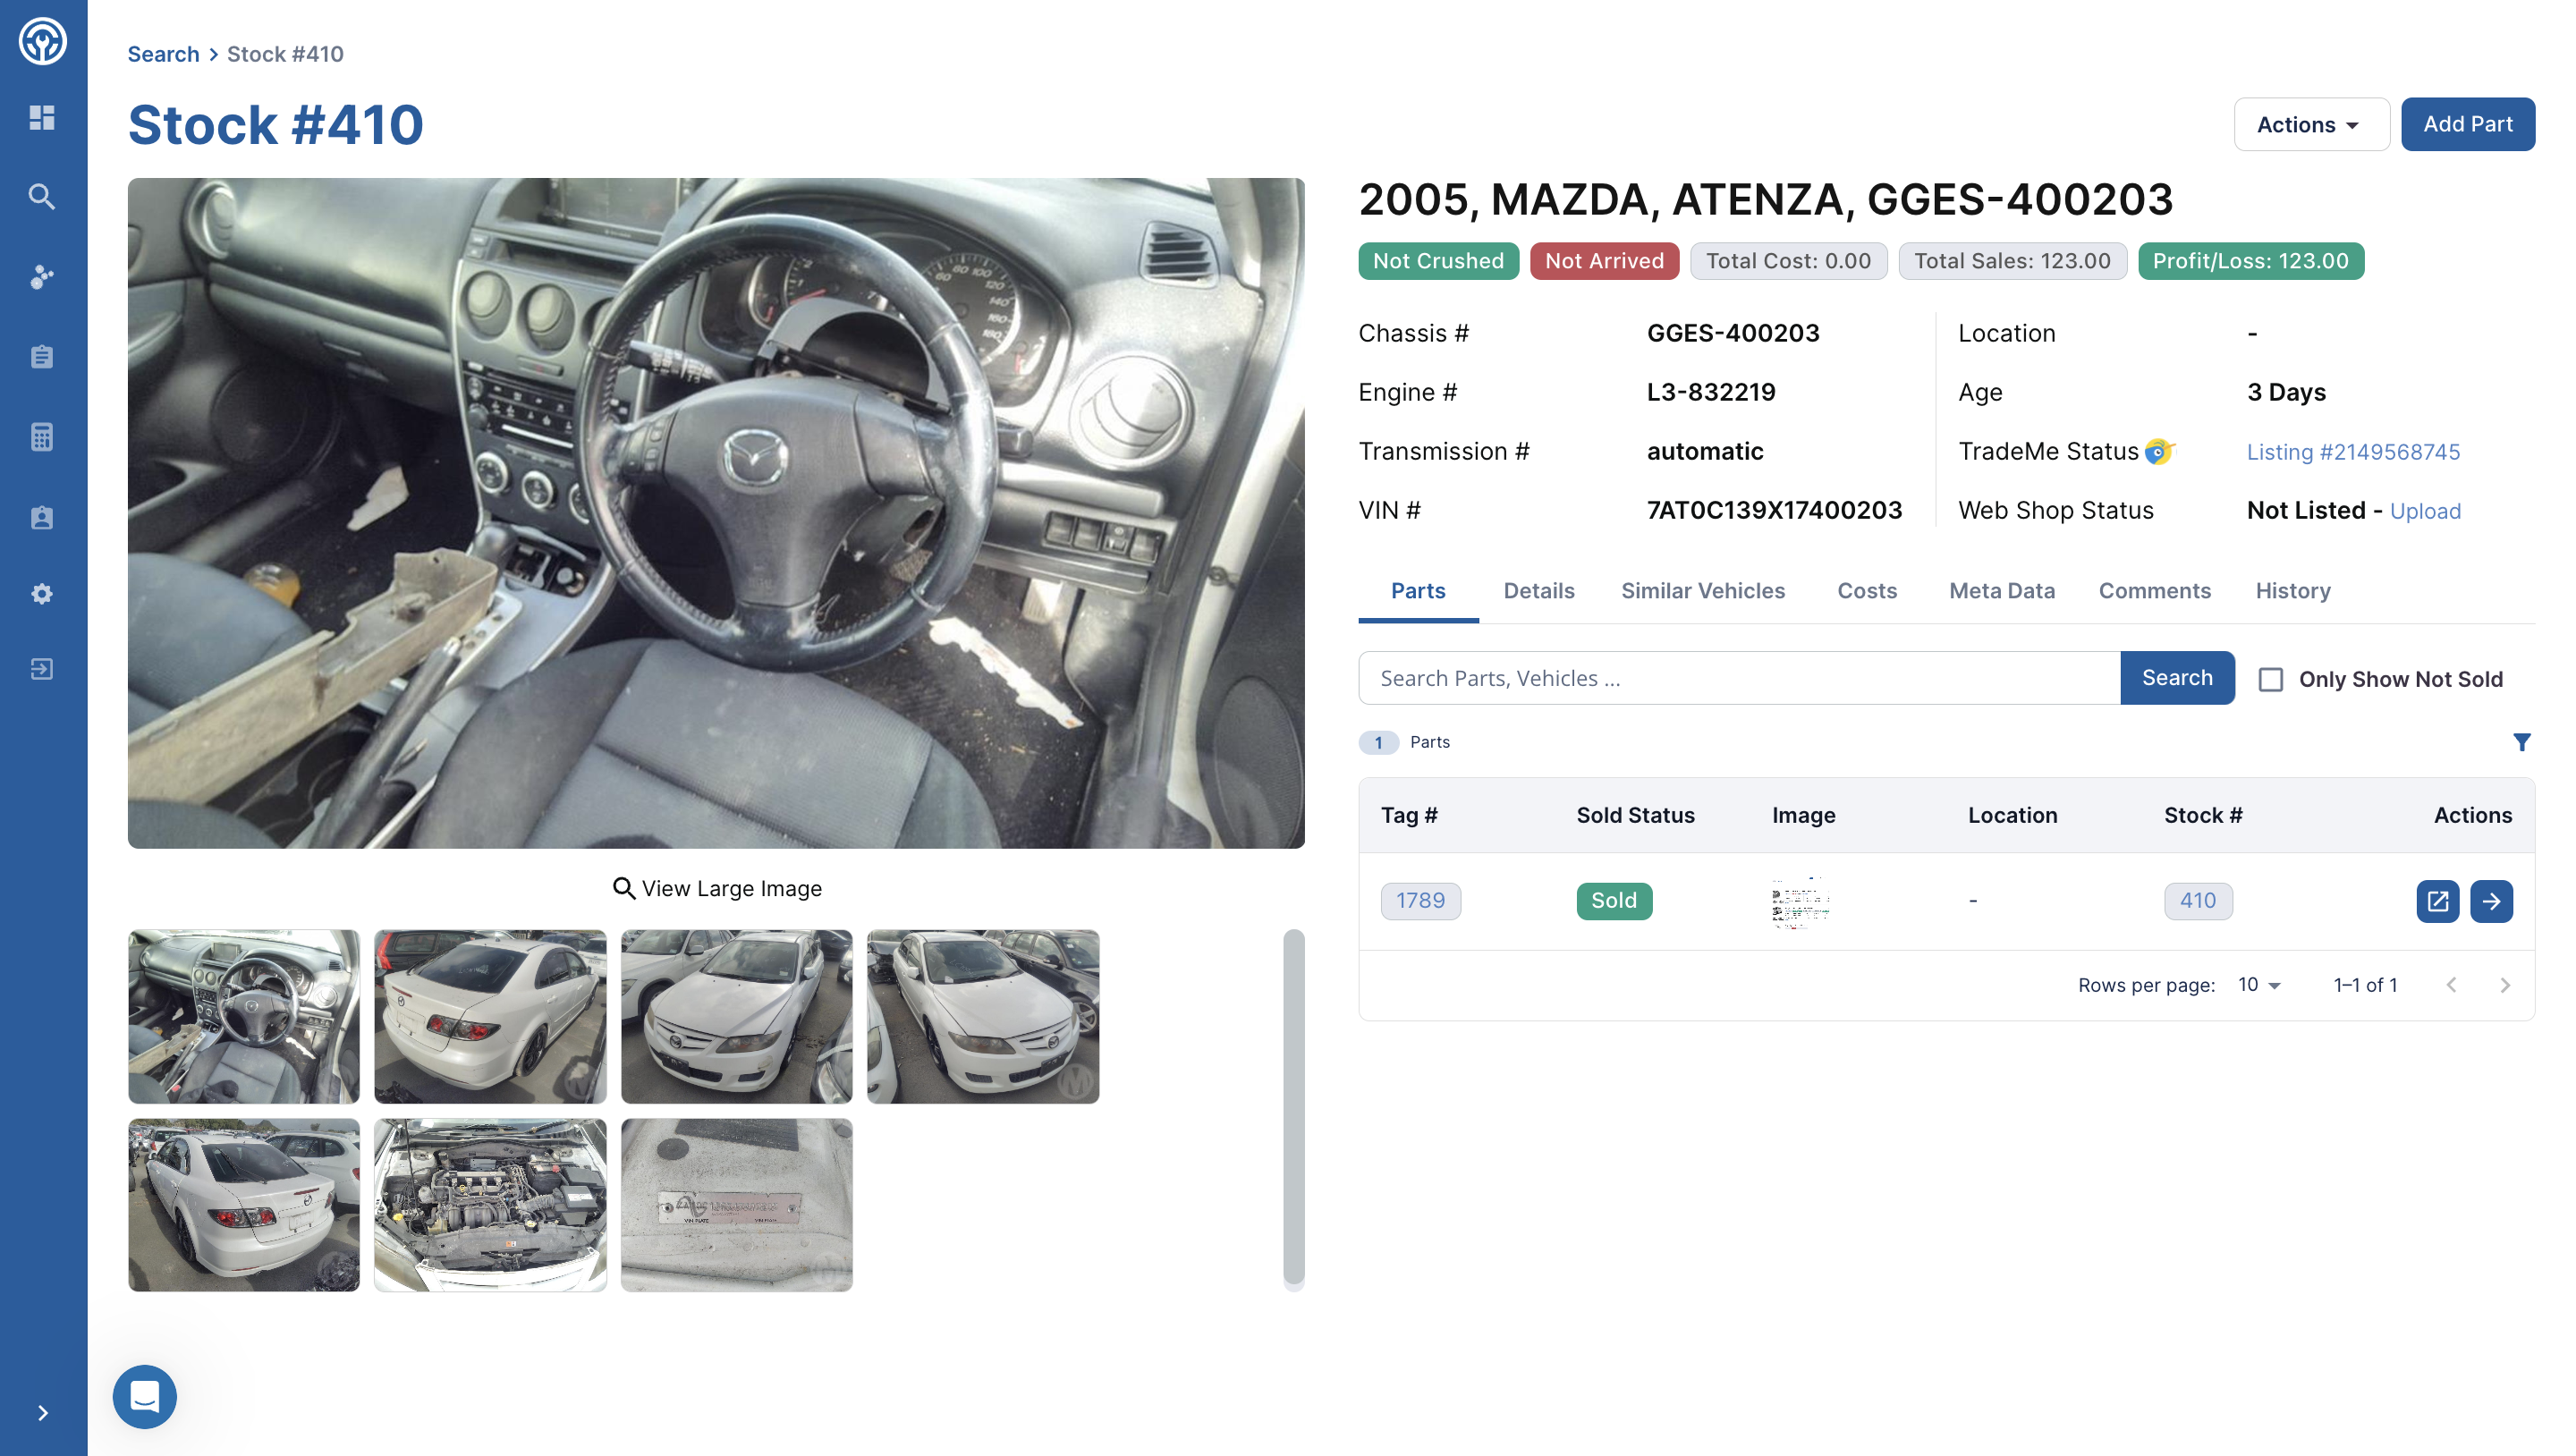 Search > Stock #410
Stock #410
Actions
Add Part
2005, MAZDA, ATENZA, GGES-400203
Not Crushed
Not Arrived
Total Cost: 0.00
Total Sales: 123.00
Profit/Loss: 123.00
Chassis # GGES-400203
Location -
Engine # L3-832219
Age 3 Days
Transmission # automatic
TradeMe Status Listing #2149568745
VIN # 7AT0C139X17400203
Web Shop Status Not Listed - Upload
Parts Details Similar Vehicles Costs Meta Data Comments History
Search Parts, Vehicles ...
Search
Only Show Not Sold
1 Parts
Tag # Sold Status Image Location Stock # Actions
1789 Sold - 410
Rows per page: 10 1–1 of 1
View Large Image